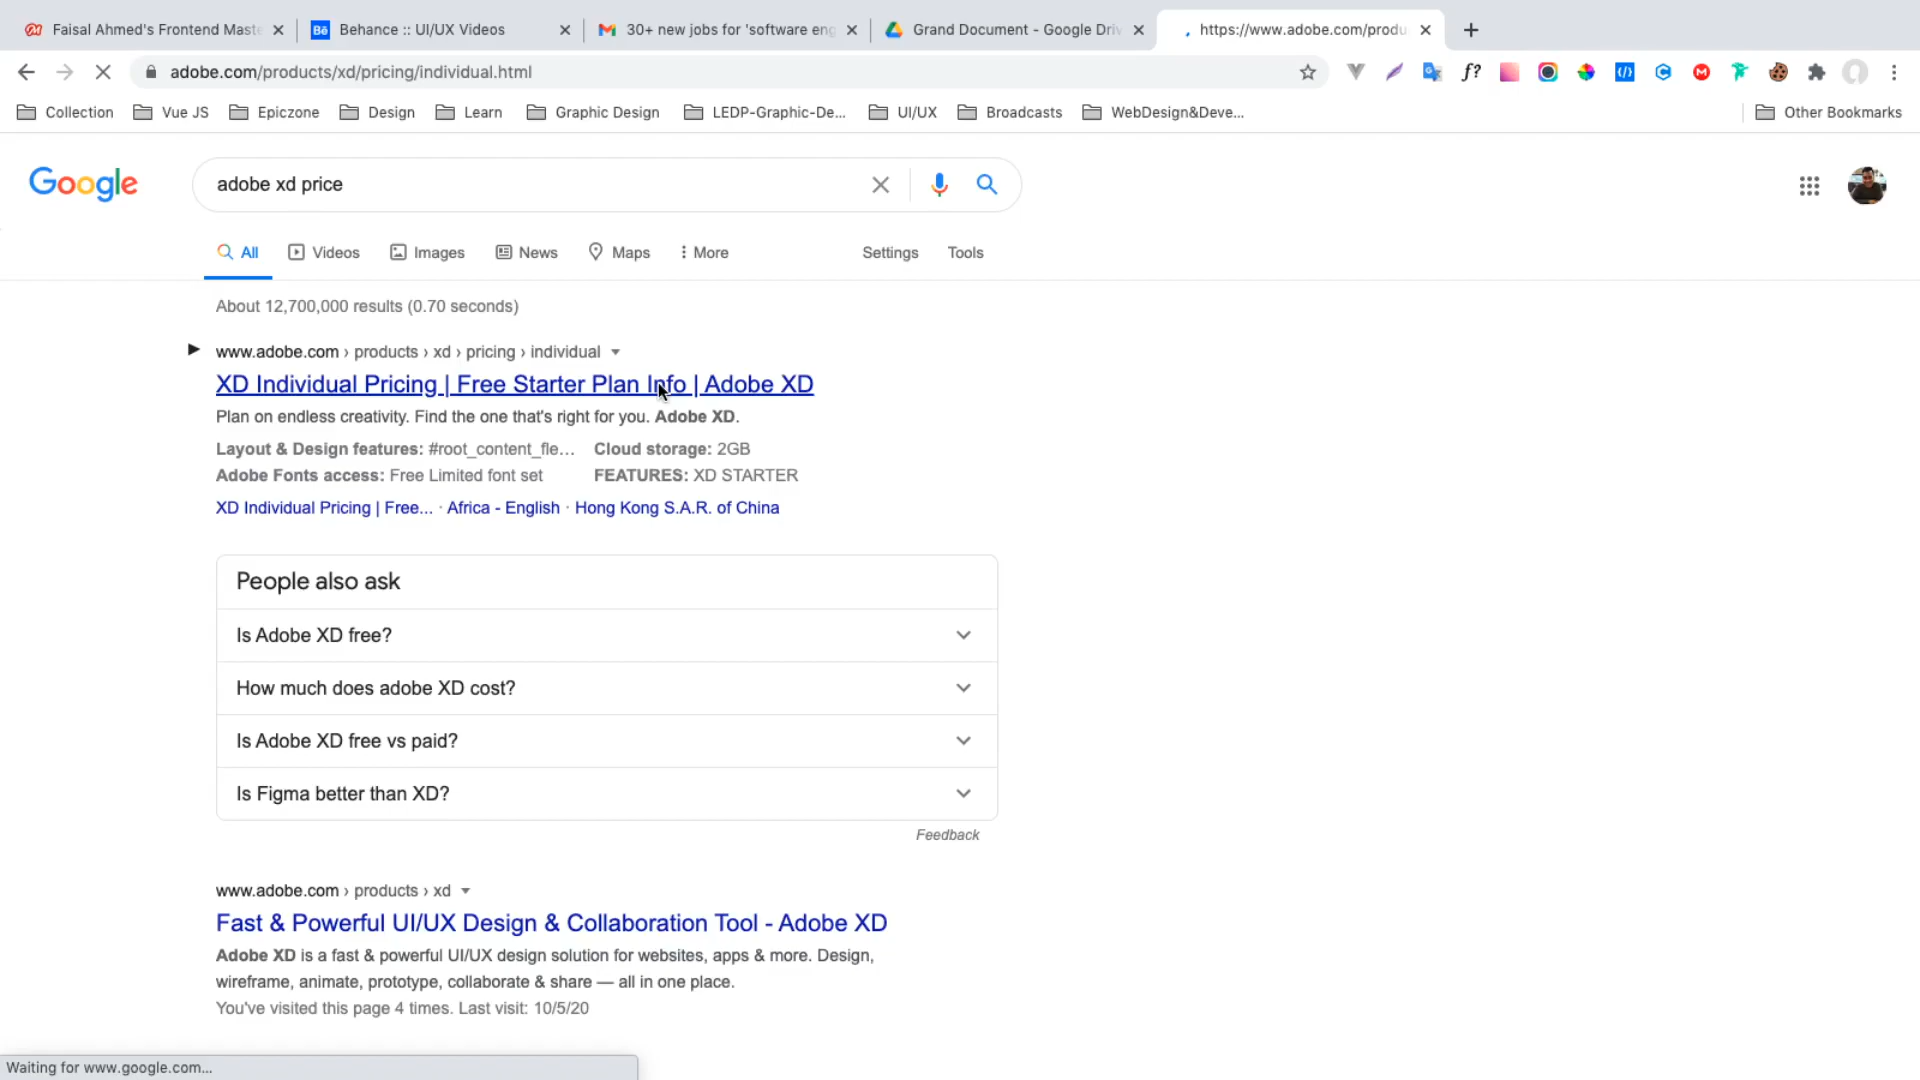 Faisal Ahmed's Frontend Maste
Behance :: UI/UX Videos
30+ new jobs for 'software eng
Grand Document - Google Driv
https://www.adobe.com/produ
adobe.com/products/xd/pricing/individual.html
Collection
Vue JS
Epiczone
Design
Learn
Graphic Design
LEDP-Graphic-De...
UI/UX
Broadcasts
WebDesign&Deve...
Other Bookmarks
Google
adobe xd price
All
Videos
Images
News
Maps
More
Settings
Tools
About 12,700,000 results (0.70 seconds)
www.adobe.com › products › xd › pricing › individual
XD Individual Pricing | Free Starter Plan Info | Adobe XD
Plan on endless creativity. Find the one that's right for you. Adobe XD.
Layout & Design features: #root_content_fle... Cloud storage: 2GB
Adobe Fonts access: Free Limited font set FEATURES: XD STARTER
XD Individual Pricing | Free... · Africa - English · Hong Kong S.A.R. of China
People also ask
Is Adobe XD free?
How much does adobe XD cost?
Is Adobe XD free vs paid?
Is Figma better than XD?
Feedback
www.adobe.com › products › xd
Fast & Powerful UI/UX Design & Collaboration Tool - Adobe XD
Adobe XD is a fast & powerful UI/UX design solution for websites, apps & more. Design,
wireframe, animate, prototype, collaborate & share — all in one place.
You've visited this page 4 times. Last visit: 10/5/20
Waiting for www.google.com...